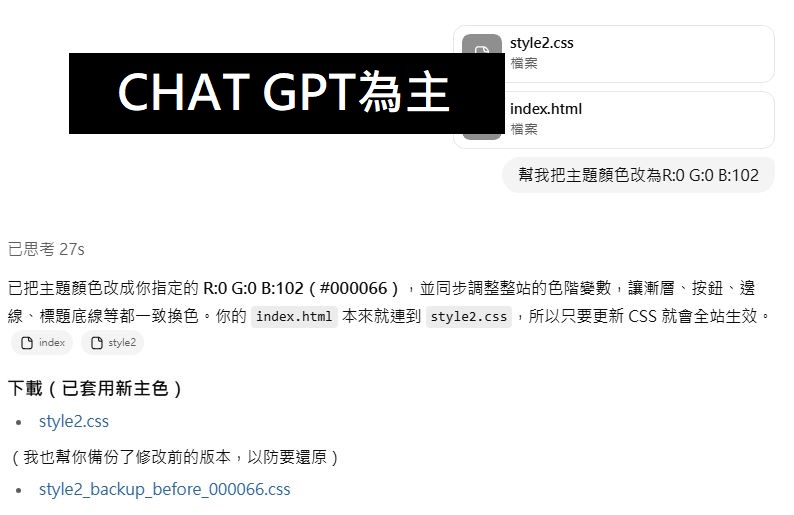 style2.css
檔案
CHAT GPT為主
index.html
檔案
幫我把主題顏色改為R:0 G:0 B:102
已思考 27s
已把主題顏色改成你指定的 R:0 G:0 B:102(#000066),並同步調整整站的色階變數,讓漸層、按鈕、邊
線、標題底線等都一致換色。你的 index.html 本來就連到 style2.css,所以只要更新 CSS 就會全站生效。
index style2
下載(已套用新主色)
• style2.css
(我也幫你備份了修改前的版本,以防要還原)
• style2_backup_before_000066.css